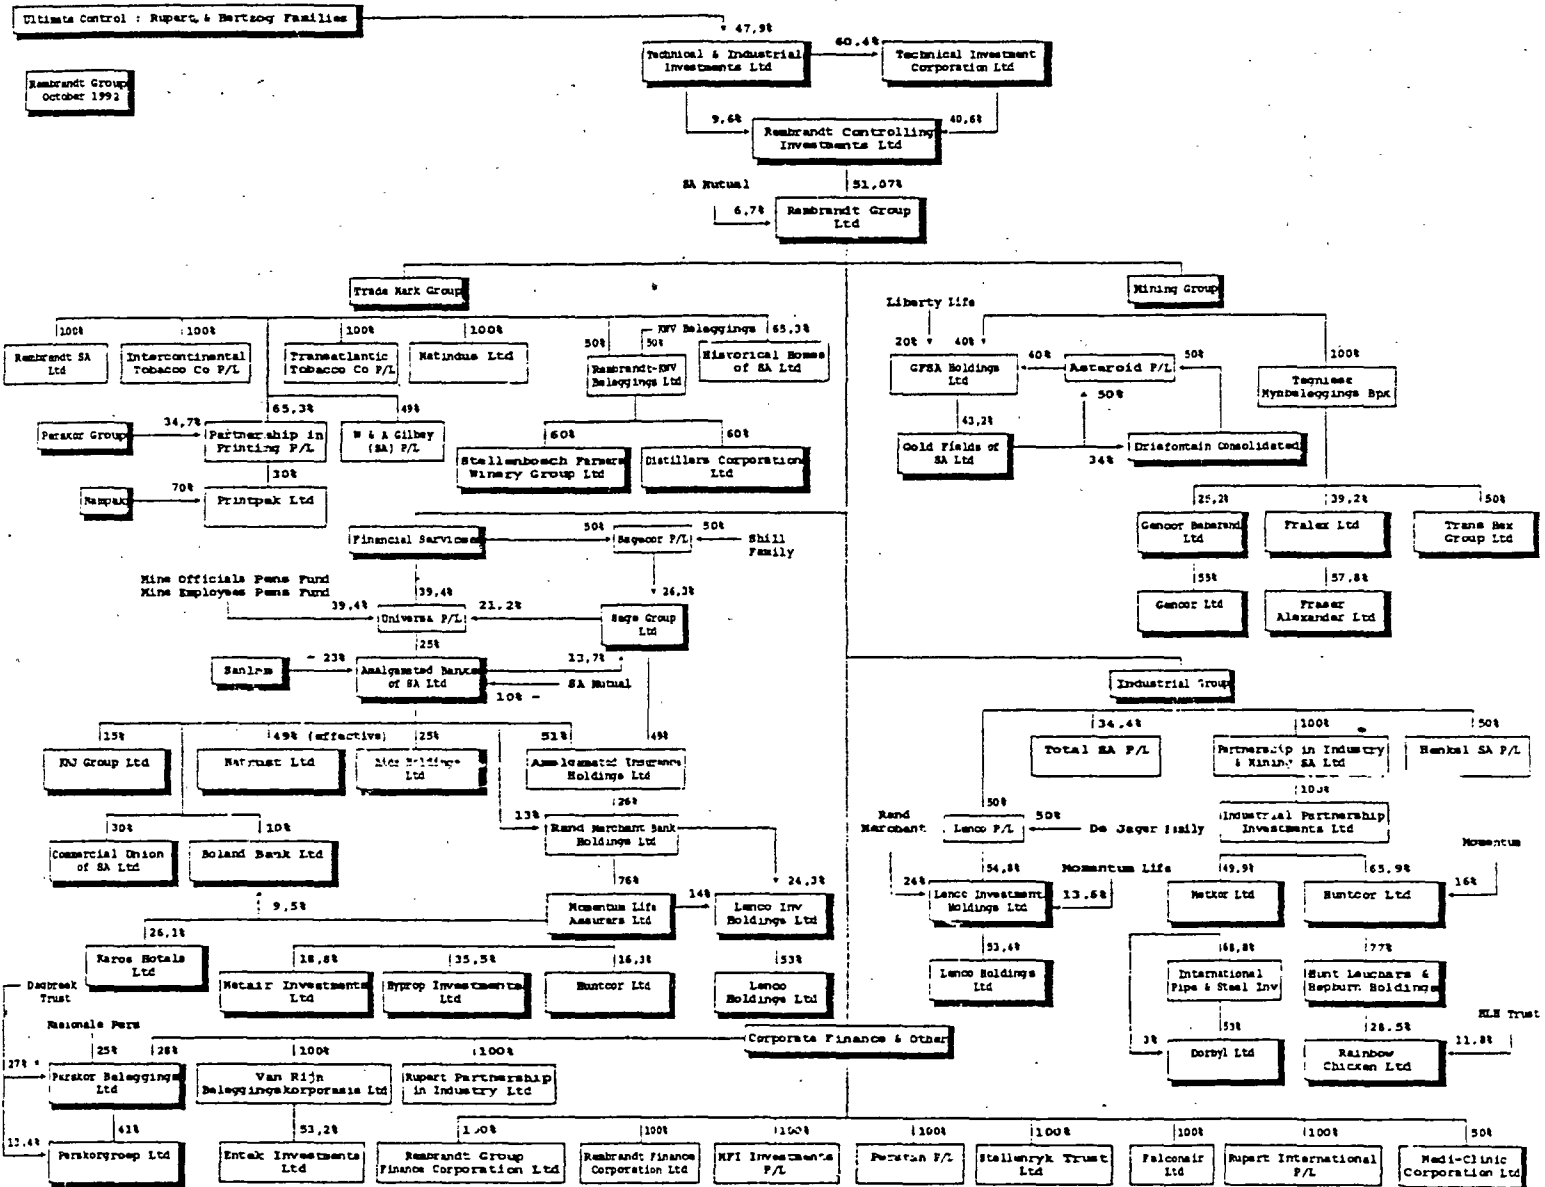 Ultimate Control : Rupert & Hertzog Families
47,9%
Technical & Industrial
Investments Ltd
60.4%
Technical Investment
Corporation Ltd
Rembrandt Group
October 1992
9,6%
40,6%
Rembrandt Controlling
Investments Ltd
SA Mutual
51,07%
6,7%
Rembrandt Group
Ltd
Trade Mark Group
Mining Group
Liberty Life
100%
100%
100%
100%
50%
KWV Beleggings
50%
65,3%
Rembrandt SA
Ltd
Intercontinental
Tobacco Co P/L
Transatlantic
Tobacco Co P/L
Matindus Ltd
Rembrandt-KWV
Beleggings Ltd
Historical Homes
of SA Ltd
20%
40%
GFSA Holdings
Ltd
40%
Asteroid P/L
50%
100%
Tegniese
Mynbeleggings Bpk
50%
34,7%
65,3%
49%
Perskor Group
Partnership in
Printing P/L
W & A Gilbey
(SA) P/L
60%
60%
Stellenbosch Farmers
Winery Group Ltd
Distillers Corporation
Ltd
43,2%
Gold Fields of
SA Ltd
34%
Driefontain Consolidated
70%
30%
Nampak
Printpak Ltd
25,2%
39,2%
50%
Gencor Beherend
Ltd
Fralex Ltd
Trans Hex
Group Ltd
Financial Services
50%
Sagecor P/L
50%
Shill
Family
55%
57,8%
Gencor Ltd
Fraser
Alexander Ltd
Mine Officials Pens Fund
Mine Employees Pens Fund
39,4%
39,4%
21,2%
26,3%
Universa P/L
Sage Group
Ltd
25%
Sanlam
23%
Amalgamated Banks
of SA Ltd
13,7%
SA Mutual
10%
Industrial Group
15%
49% (effective)
25%
51%
49%
34,4%
100%
50%
Natrust Ltd
Holdings
Ltd
Amalgamated Insurance
Holdings Ltd
Total SA P/L
Partnership in Industry
& Mining SA Ltd
Henkel SA P/L
26%
100%
30%
10%
13%
Rand Merchant Bank
Holdings Ltd
Rand
Merchant
50%
Lenco P/L
50%
De Jager Family
Industrial Partnership
Investments Ltd
Momentum
Commercial Union
of SA Ltd
Boland Bank Ltd
9,5%
76%
14%
24,3%
26%
54,8%
Momentum Life
13.6%
49,9%
65,9%
16%
Momentum Life
Assurers Ltd
Lenco Inv
Holdings Ltd
Lenco Investment
Holdings Ltd
Metkor Ltd
Huntcor Ltd
26,1%
Karos Hotels
Ltd
18,8%
35,5%
16,3%
53%
53,4%
68,8%
77%
Metair Investments
Ltd
Hyprop Investments
Ltd
Huntcor Ltd
Lenco
Holdings Ltd
Lenco Holdings
Ltd
International
Pipe & Steel Inv
Hunt Leuchars &
Hepburn Holdings
Dagbreek
Trust
Nasionale Pers
Corporate Finance & Other
53%
28.5%
HLH Trust
3%
Dorbyl Ltd
Rainbow
Chicken Ltd
11.8%
27%
25%
28%
100%
100%
Perskor Beleggings
Ltd
Van Rijn
Beleggingskorporasie Ltd
Rupert Partnership
in Industry Ltd
13.4%
41%
53,2%
100%
100%
100%
100%
100%
100%
100%
50%
Perskorgroep Ltd
Entek Investments
Ltd
Rembrandt Group
Finance Corporation Ltd
Rembrandt Finance
Corporation Ltd
MFI Investments
P/L
Stellenryk Trust
Ltd
Falconair
Ltd
Rupert International
P/L
Medi-Clinic
Corporation Ltd